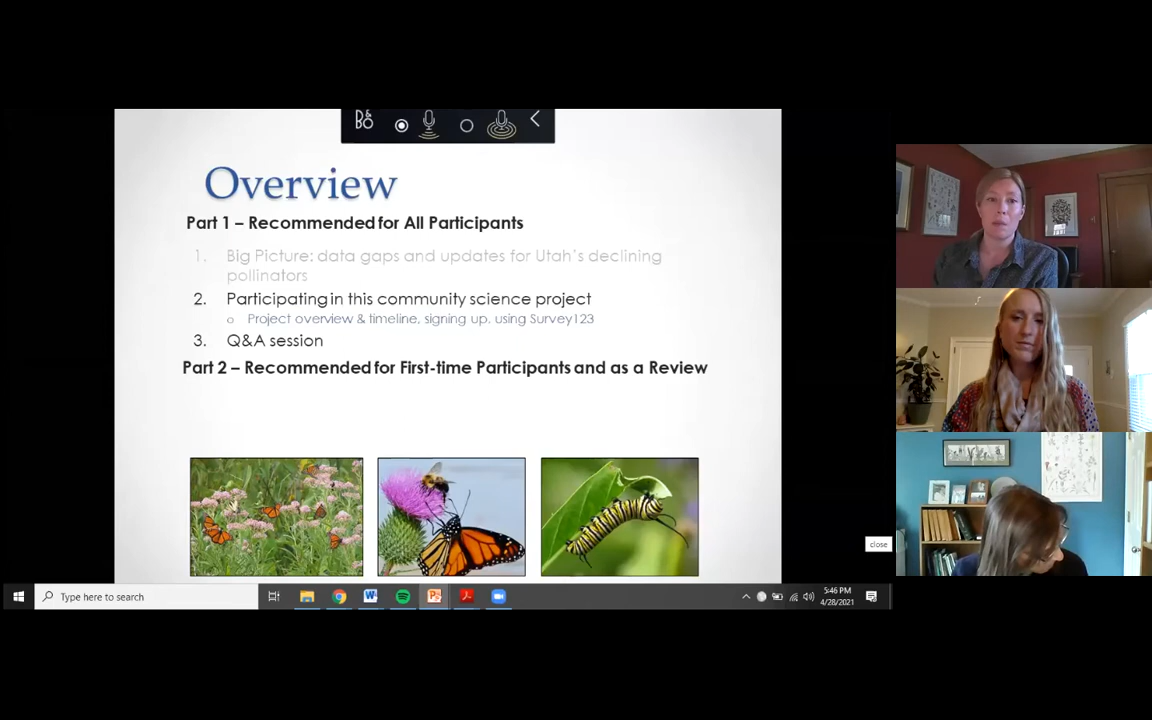 Overview
Part 1 – Recommended for All Participants
1. Big Picture: data gaps and updates for Utah's declining
pollinators
2. Participating in this community science project
o Project overview & timeline, signing up. using Survey123
3. Q&A session
Part 2 – Recommended for First-time Participants and as a Review
close
Type here to search
5:46 PM
4/28/2021